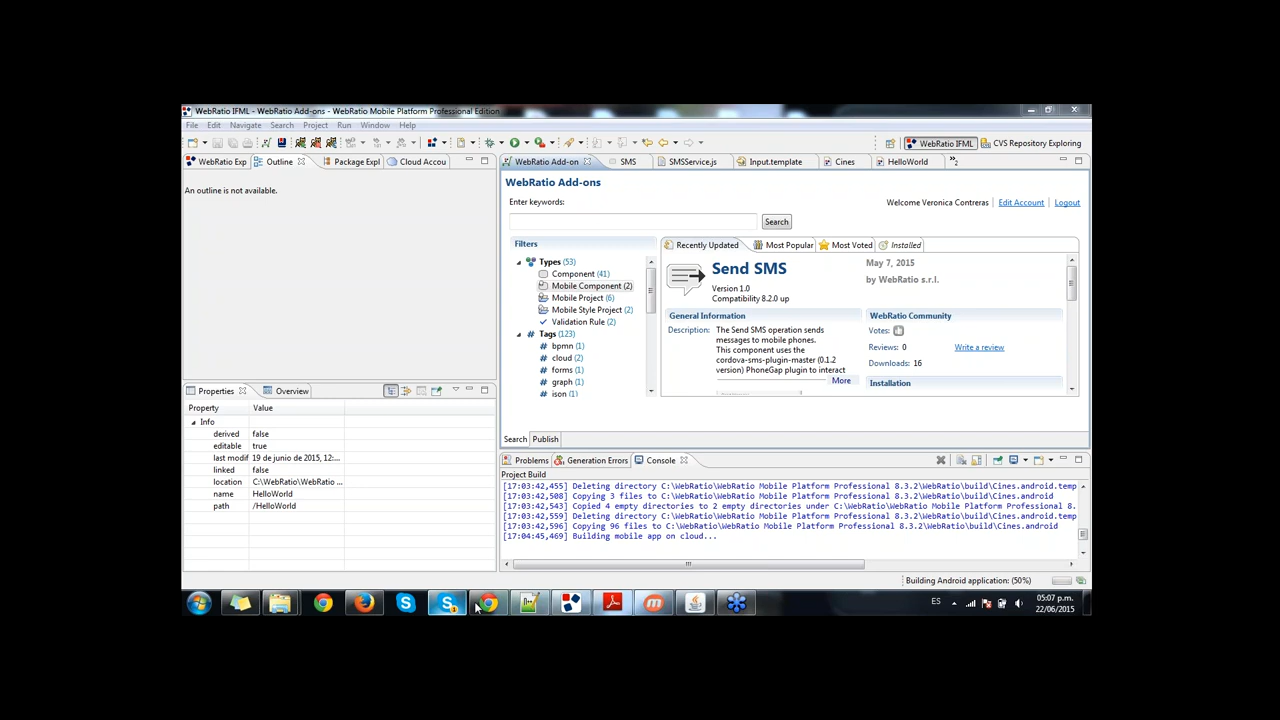 WebRatio IFML - WebRatio Add-ons - WebRatio Mobile Platform Professional Edition
File Edit Navigate Search Project Run Window Help
WebRatio IFML CVS Repository Exploring
WebRatio Exp Outline Package Expl Cloud Accou
An outline is not available.
WebRatio Add-on SMS SMSService.js Input.template Cines HelloWorld
WebRatio Add-ons
Enter keywords:
Welcome Veronica Contreras Edit Account Logout
Search
Filters
Types (53)
Component (41)
Mobile Component (2)
Mobile Project (6)
Mobile Style Project (2)
Validation Rule (2)
Tags (123)
bpmn (1)
cloud (2)
forms (1)
graph (1)
json (1)
Recently Updated Most Popular Most Voted Installed
Send SMS
Version 1.0
Compatibility 8.2.0 up
May 7, 2015
by WebRatio s.r.l.
General Information
Description: The Send SMS operation sends
messages to mobile phones.
This component uses the
cordova-sms-plugin-master (0.1.2
version) PhoneGap plugin to interact
More
WebRatio Community
Votes:
Reviews: 0 Write a review
Downloads: 16
Installation
Search Publish
Properties Overview
Property Value
Info
derived false
editable true
last modif 19 de junio de 2015, 12:...
linked false
location C:\WebRatio\WebRatio ...
name HelloWorld
path /HelloWorld
Problems Generation Errors Console
Project Build
[17:03:42,455] Deleting directory C:\WebRatio\WebRatio Mobile Platform Professional 8.3.2\WebRatio\build\Cines.android.temp
[17:03:42,508] Copying 3 files to C:\WebRatio\WebRatio Mobile Platform Professional 8.3.2\WebRatio\build\Cines.android
[17:03:42,543] Copied 4 empty directories to 2 empty directories under C:\WebRatio\WebRatio Mobile Platform Professional 8.
[17:03:42,559] Deleting directory C:\WebRatio\WebRatio Mobile Platform Professional 8.3.2\WebRatio\build\Cines.android.temp
[17:03:42,596] Copying 96 files to C:\WebRatio\WebRatio Mobile Platform Professional 8.3.2\WebRatio\build\Cines.android
[17:04:45,469] Building mobile app on cloud...
Building Android application: (50%)
ES 05:07 p.m.
22/06/2015